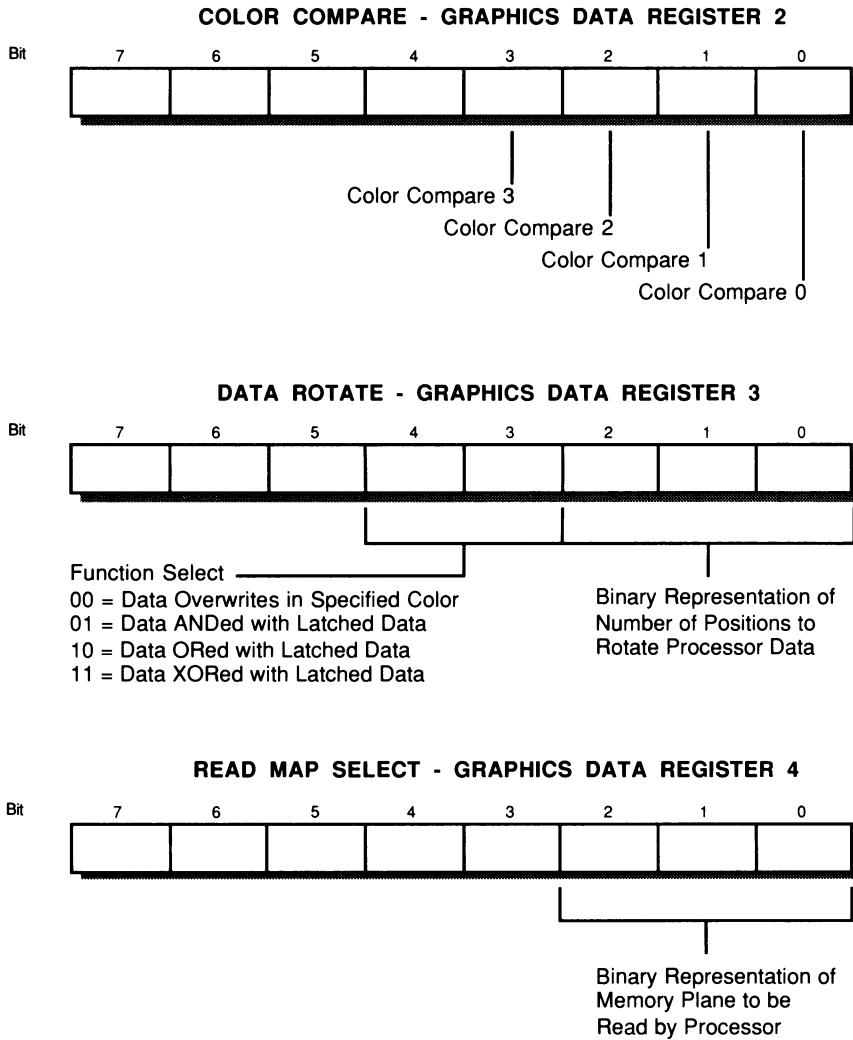 COLOR COMPARE - GRAPHICS DATA REGISTER 2
Bit 7 6 5 4 3 2 1 0
Color Compare 3
Color Compare 2
Color Compare 1
Color Compare 0
DATA ROTATE - GRAPHICS DATA REGISTER 3
Bit 7 6 5 4 3 2 1 0
Function Select
00 = Data Overwrites in Specified Color
01 = Data ANDed with Latched Data
10 = Data ORed with Latched Data
11 = Data XORed with Latched Data
Binary Representation of
Number of Positions to
Rotate Processor Data
READ MAP SELECT - GRAPHICS DATA REGISTER 4
Bit 7 6 5 4 3 2 1 0
Binary Representation of
Memory Plane to be
Read by Processor